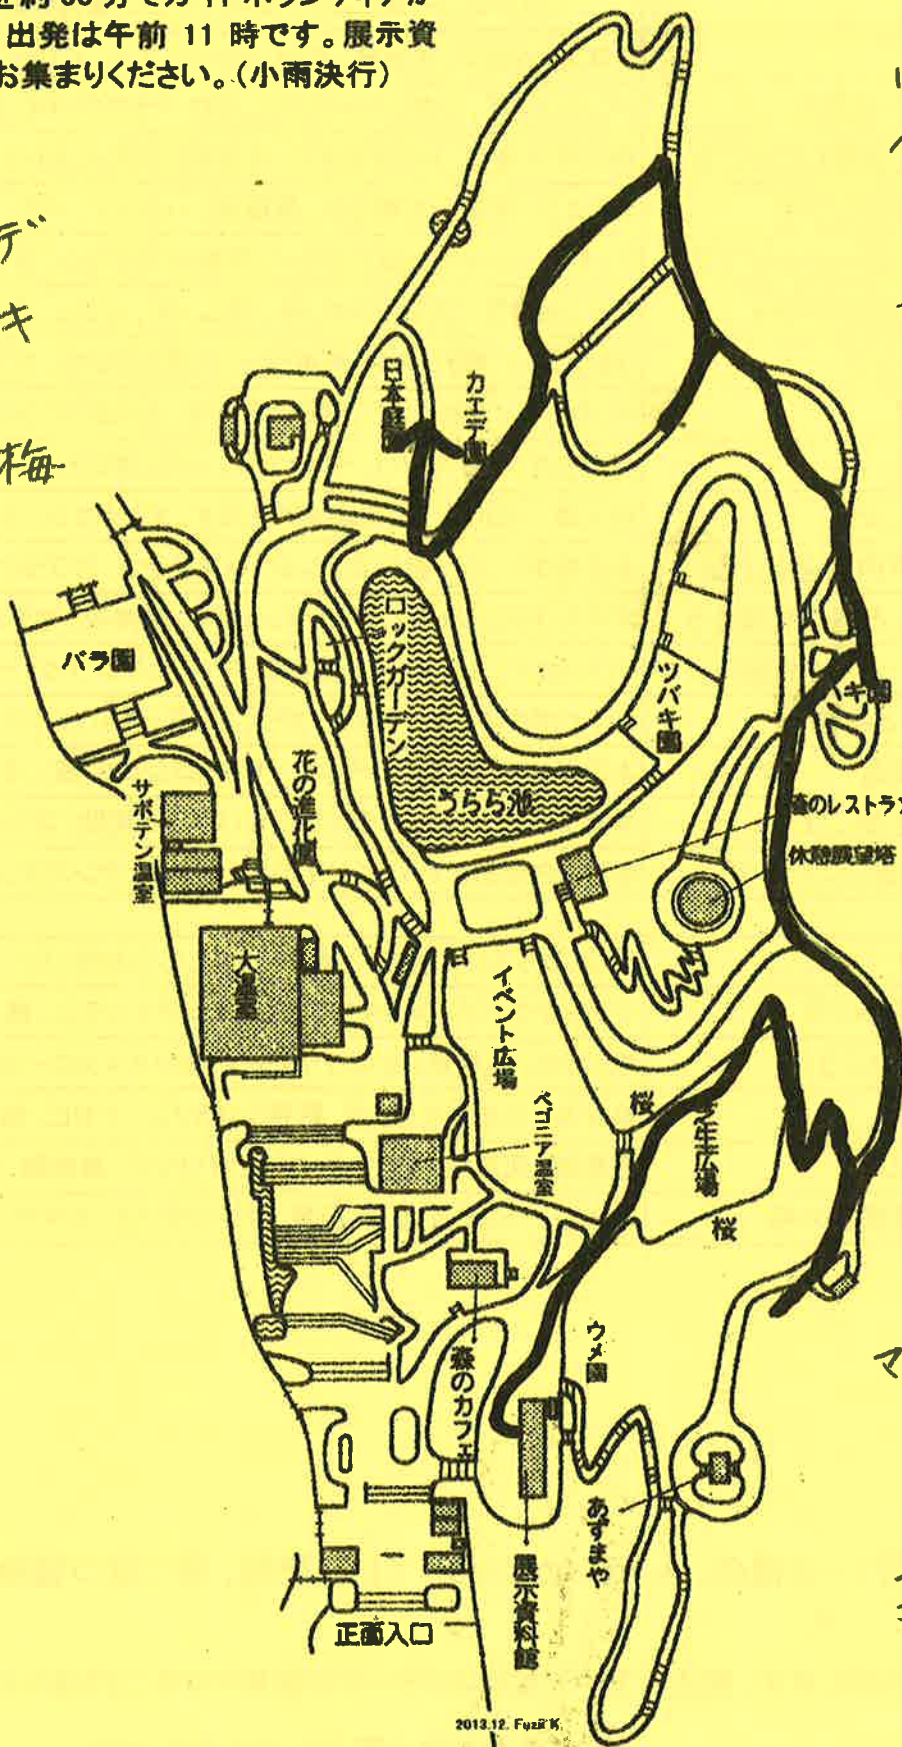 出発は午前 11 時です。展示資
お集まりください。(小雨決行)
デ
キ
梅
日本庭園
カエデ園
バラ園
ロックガーデン
ツバキ園
ハギ園
花の進化園
サボテン温室
うらら池
森のレストラン
休憩展望塔
大温室
イベント広場
ベゴニア温室
桜
芝生広場
桜
ウメ園
森のカフェ
マ
あずまや
展示資料館
正面入口
2013.12. Fuzii K.